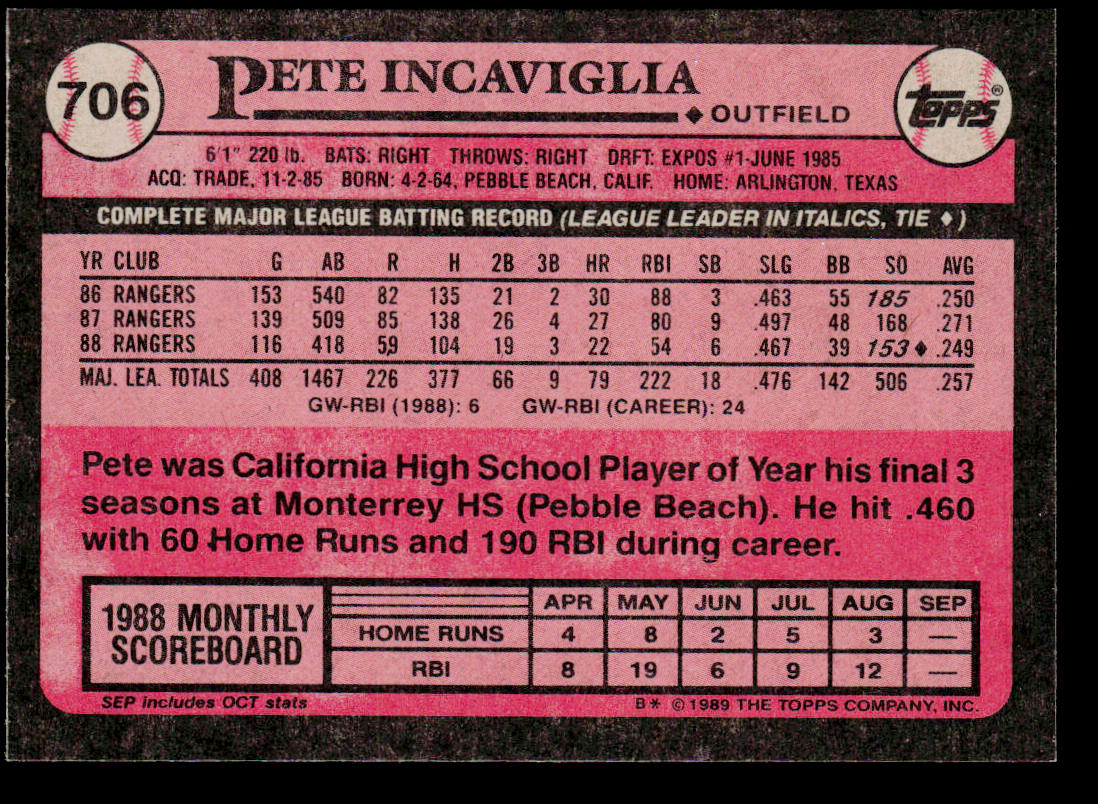 706
PETE INCAVIGLIA
♦ OUTFIELD
TOPPS®
6'1" 220 lb. BATS: RIGHT THROWS: RIGHT DRFT: EXPOS #1-JUNE 1985
ACQ: TRADE, 11-2-85 BORN: 4-2-64, PEBBLE BEACH, CALIF. HOME: ARLINGTON, TEXAS
COMPLETE MAJOR LEAGUE BATTING RECORD (LEAGUE LEADER IN ITALICS, TIE ♦)
YR CLUB G AB R H 2B 3B HR RBI SB SLG BB SO AVG
86 RANGERS 153 540 82 135 21 2 30 88 3 .463 55 185 .250
87 RANGERS 139 509 85 138 26 4 27 80 9 .497 48 168 .271
88 RANGERS 116 418 59 104 19 3 22 54 6 .467 39 153♦ .249
MAJ. LEA. TOTALS 408 1467 226 377 66 9 79 222 18 .476 142 506 .257
GW-RBI (1988): 6 GW-RBI (CAREER): 24
Pete was California High School Player of Year his final 3
seasons at Monterrey HS (Pebble Beach). He hit .460
with 60 Home Runs and 190 RBI during career.
1988 MONTHLY
SCOREBOARD
APR MAY JUN JUL AUG SEP
HOME RUNS 4 8 2 5 3 —
RBI 8 19 6 9 12 —
SEP includes OCT stats
B* ©1989 THE TOPPS COMPANY, INC.